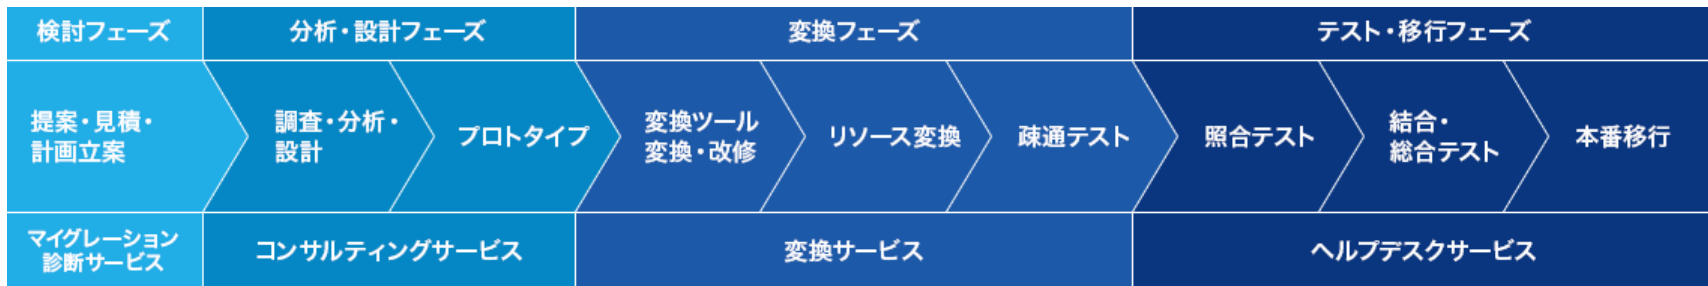 検討フェーズ
分析・設計フェーズ
変換フェーズ
テスト・移行フェーズ
提案・見積・
計画立案
調査・分析・
設計
プロトタイプ
変換ツール
変換・改修
リソース変換
疎通テスト
照合テスト
結合・
総合テスト
本番移行
マイグレーション
診断サービス
コンサルティングサービス
変換サービス
ヘルプデスクサービス